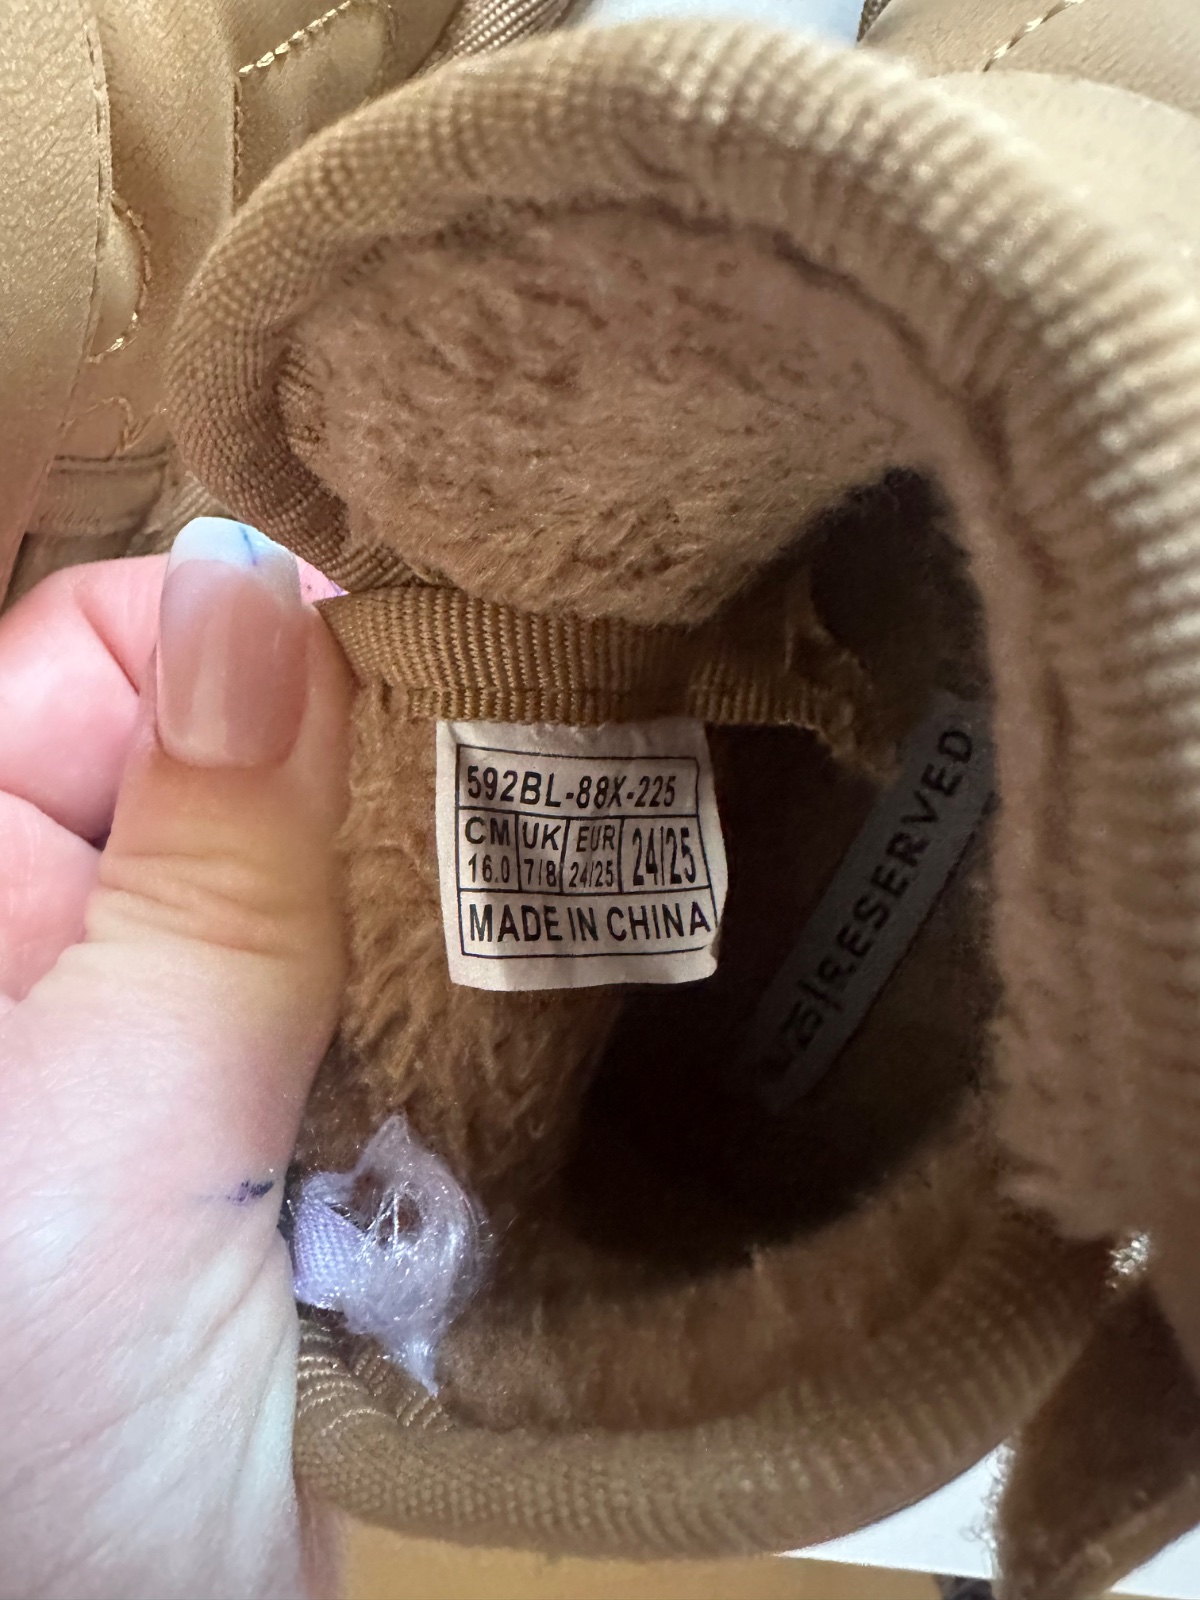 592BL-88X-225
CM UK EUR 24/25
16.0 7/8 24/25
MADE IN CHINA
RESERVED